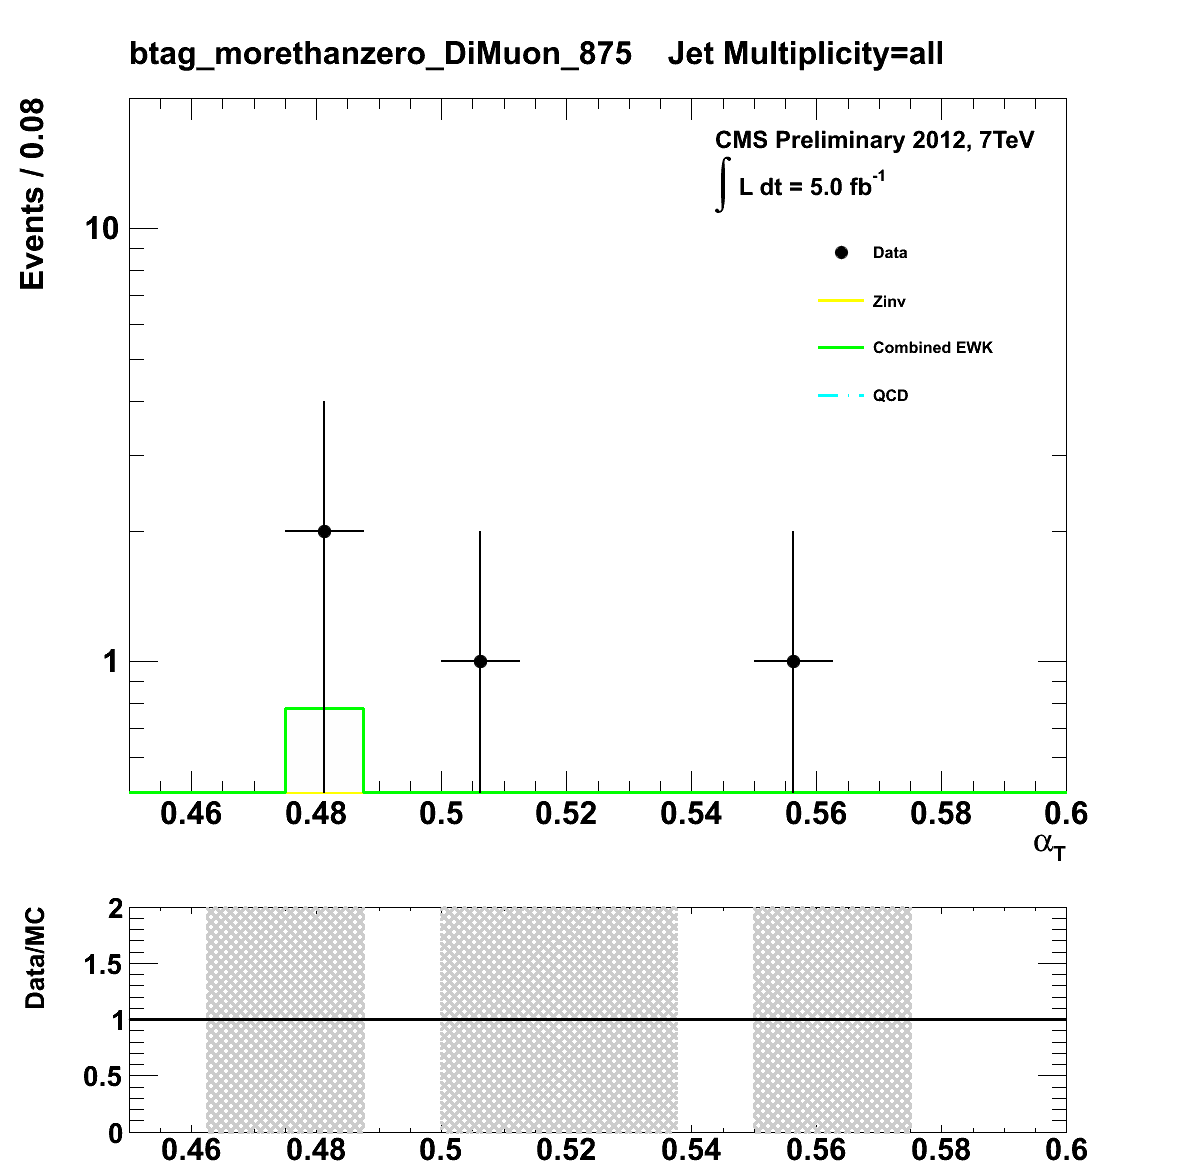 btag_morethanzero_DiMuon_875 Jet Multiplicity=all
Events / 0.08
CMS Preliminary 2012, 7TeV
∫ L dt = 5.0 fb-1
Data
Zinv
Combined EWK
QCD
10
1
0.46 0.48 0.5 0.52 0.54 0.56 0.58 0.6
αT
Data/MC
2
1.5
1
0.5
0
0.46 0.48 0.5 0.52 0.54 0.56 0.58 0.6